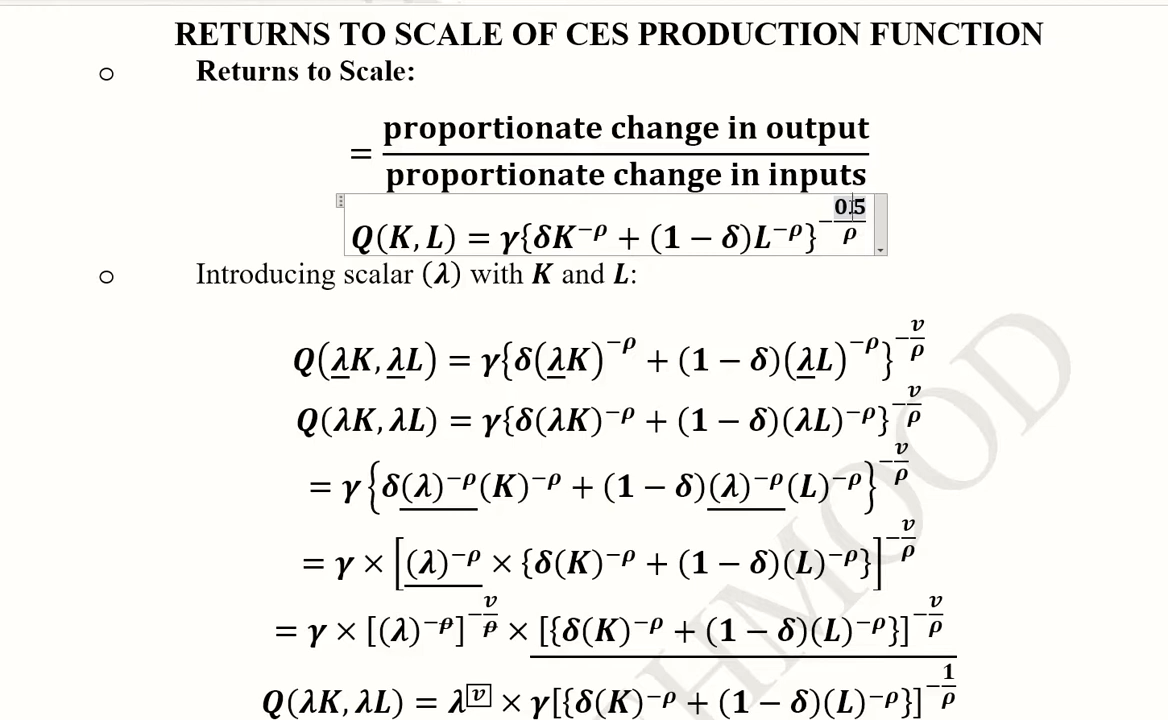 RETURNS TO SCALE OF CES PRODUCTION FUNCTION
○ Returns to Scale:
= proportionate change in output / proportionate change in inputs
Q(K, L) = γ{δK^−ρ + (1 − δ)L^−ρ}^−0.5/ρ
○ Introducing scalar (λ) with K and L:
Q(λK, λL) = γ{δ(λK)^−ρ + (1 − δ)(λL)^−ρ}^−v/ρ
Q(λK, λL) = γ{δ(λK)^−ρ + (1 − δ)(λL)^−ρ}^−v/ρ
= γ{δ(λ)^−ρ(K)^−ρ + (1 − δ)(λ)^−ρ(L)^−ρ}^−v/ρ
= γ × [(λ)^−ρ × {δ(K)^−ρ + (1 − δ)(L)^−ρ}]^−v/ρ
= γ × [(λ)^−ρ]^−v/ρ × [{δ(K)^−ρ + (1 − δ)(L)^−ρ}]^−v/ρ
Q(λK, λL) = λ^v × γ[{δ(K)^−ρ + (1 − δ)(L)^−ρ}]^−1/ρ
HMOOD